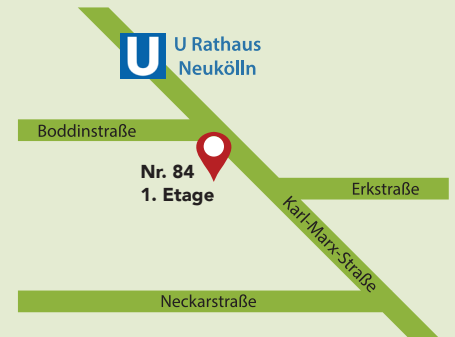 U
U Rathaus
Neukölln
Boddinstraße
Nr. 84
1. Etage
Erkstraße
Karl-Marx-Straße
Neckarstraße